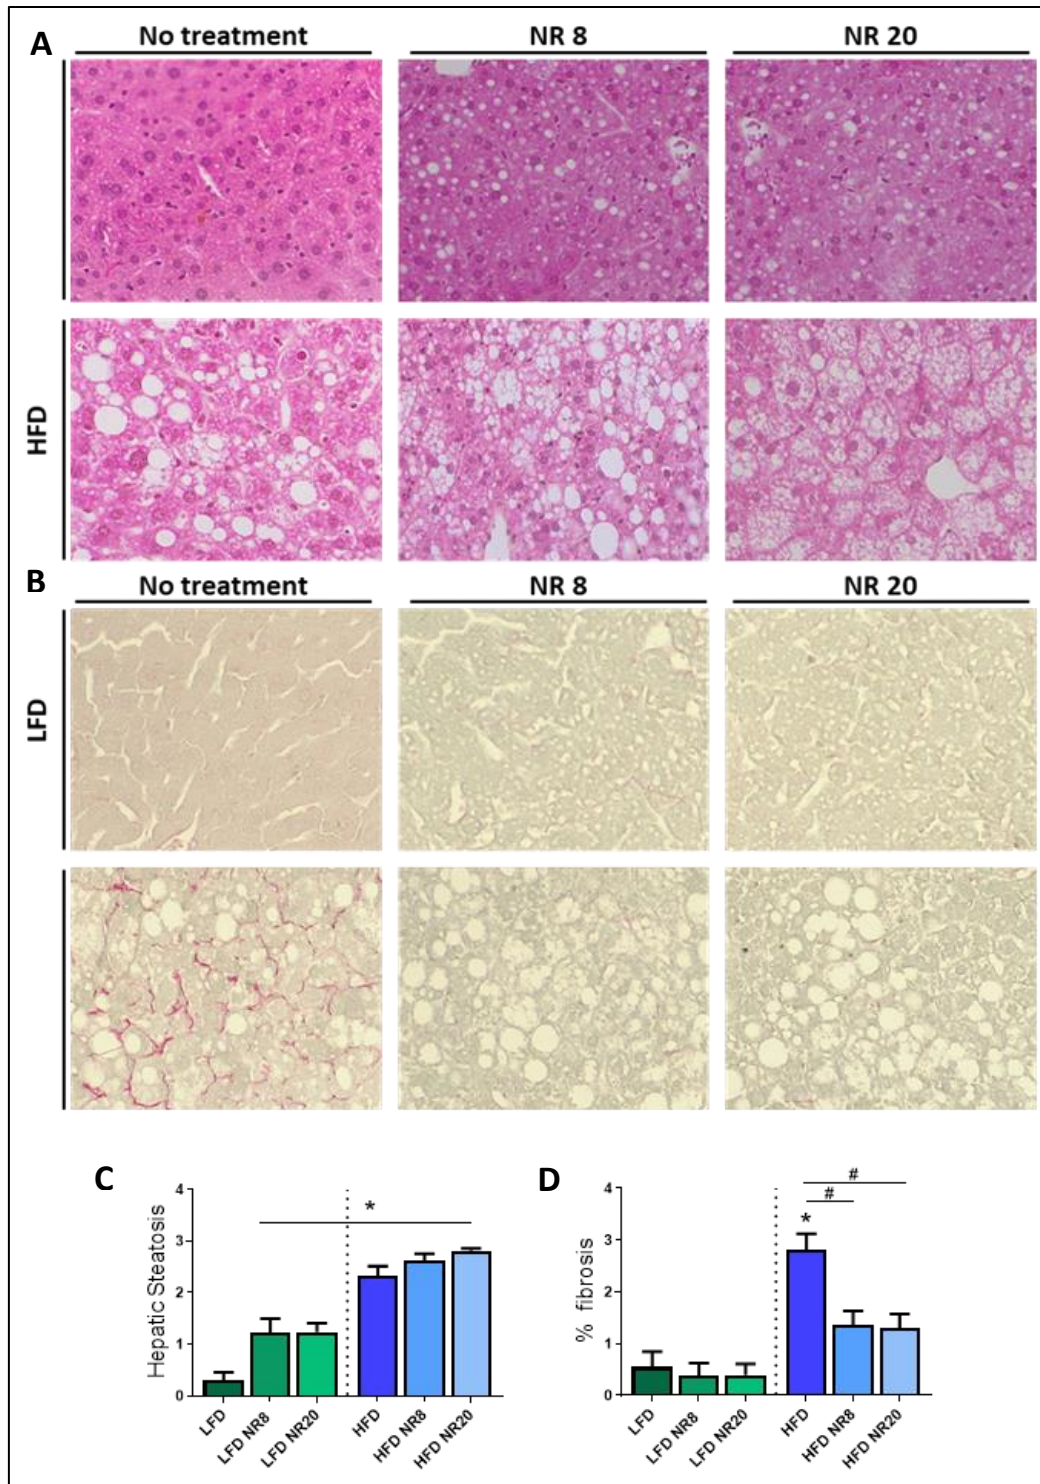 A
No treatment NR 8 NR 20
HFD
B
No treatment NR 8 NR 20
LFD
C
Hepatic Steatosis
4
3
2
1
0
*
LFD
LFD NR8
LFD NR20
HFD
HFD NR8
HFD NR20
D
% fibrosis
4
3
2
1
0
#
#
*
LFD
LFD NR8
LFD NR20
HFD
HFD NR8
HFD NR20